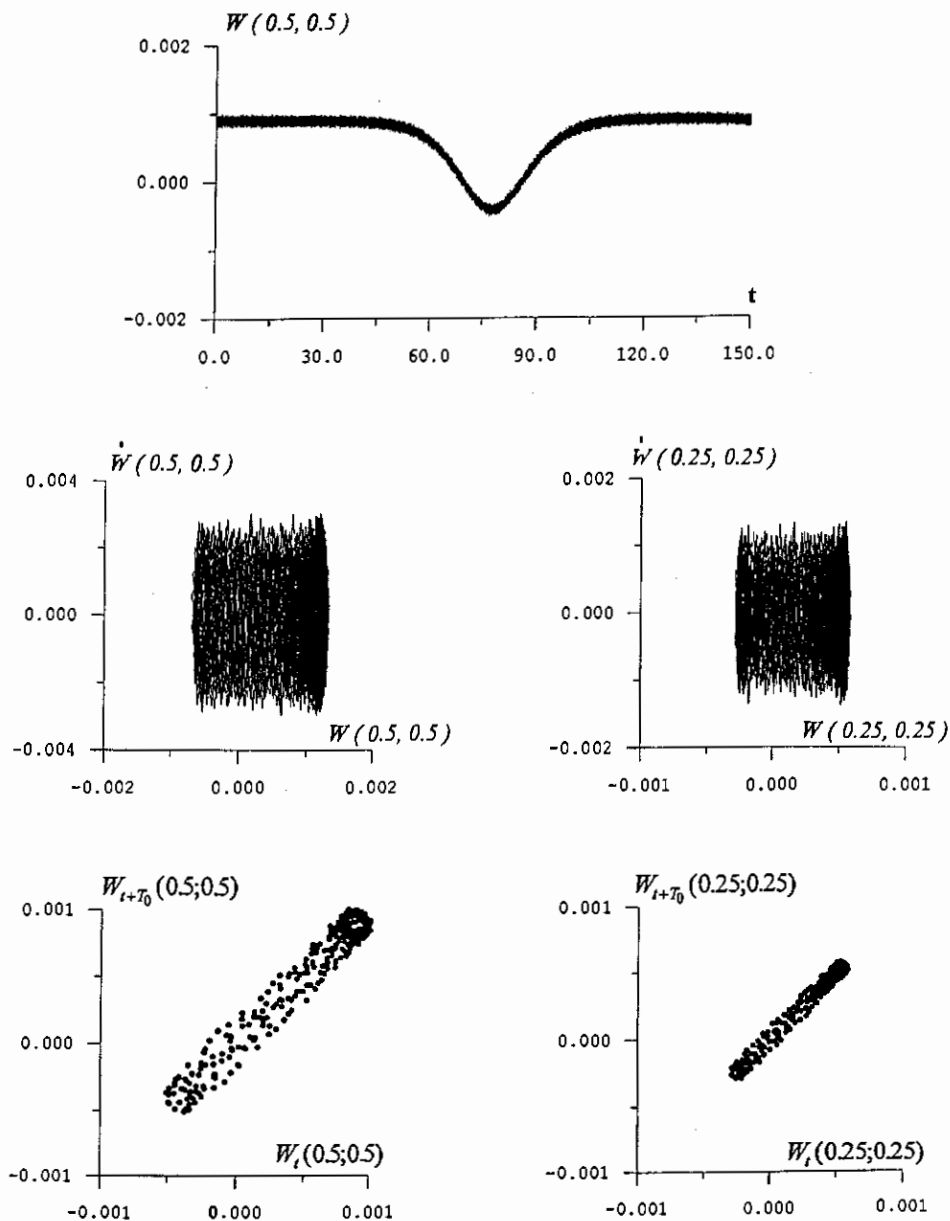 W ( 0.5, 0.5 )
0.002
0.000
-0.002
t
0.0 30.0 60.0 90.0 120.0 150.0
Ẇ ( 0.5, 0.5 )
0.004
0.000
-0.004
W ( 0.5, 0.5 )
-0.002 0.000 0.002
Ẇ ( 0.25, 0.25 )
0.002
0.000
-0.002
W ( 0.25, 0.25 )
-0.001 0.000 0.001
W_{t+T_0} (0.5;0.5)
0.001
0.000
-0.001
W_t (0.5;0.5)
-0.001 0.000 0.001
W_{t+T_0} (0.25;0.25)
0.001
0.000
-0.001
W_t (0.25;0.25)
-0.001 0.000 0.001